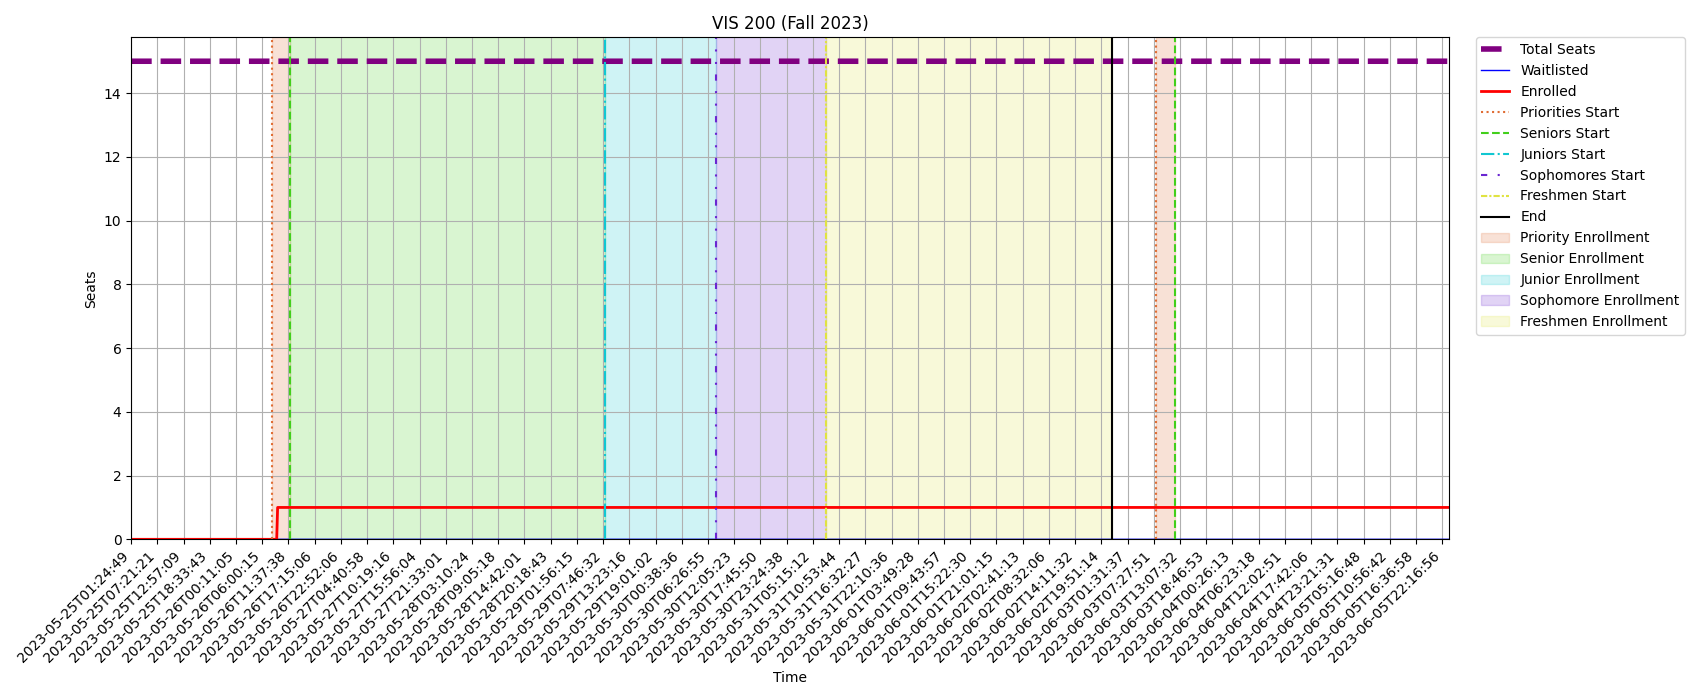 VIS 200 (Fall 2023)
Seats
14
12
10
8
6
4
2
0
2023-05-25T01:24:49
2023-05-25T07:21:21
2023-05-25T12:57:09
2023-05-25T18:33:43
2023-05-26T00:11:05
2023-05-26T06:00:15
2023-05-26T11:37:38
2023-05-26T17:15:06
2023-05-26T22:52:06
2023-05-27T04:40:58
2023-05-27T10:19:16
2023-05-27T15:56:04
2023-05-27T21:33:01
2023-05-28T03:10:24
2023-05-28T09:05:18
2023-05-28T14:42:01
2023-05-28T20:18:43
2023-05-29T01:56:15
2023-05-29T07:46:32
2023-05-29T13:23:16
2023-05-29T19:01:02
2023-05-30T00:38:36
2023-05-30T06:26:55
2023-05-30T12:05:23
2023-05-30T17:45:50
2023-05-30T23:24:38
2023-05-31T05:15:12
2023-05-31T10:53:44
2023-05-31T16:32:27
2023-05-31T22:10:36
2023-06-01T03:49:28
2023-06-01T09:43:57
2023-06-01T15:22:30
2023-06-01T21:01:15
2023-06-02T02:41:13
2023-06-02T08:32:06
2023-06-02T14:11:32
2023-06-02T19:51:14
2023-06-03T01:31:37
2023-06-03T07:27:51
2023-06-03T13:07:32
2023-06-03T18:46:53
2023-06-04T00:26:13
2023-06-04T06:23:18
2023-06-04T12:02:51
2023-06-04T17:42:06
2023-06-04T23:21:31
2023-06-05T05:16:48
2023-06-05T10:56:42
2023-06-05T16:36:58
2023-06-05T22:16:56
Time
Total Seats
Waitlisted
Enrolled
Priorities Start
Seniors Start
Juniors Start
Sophomores Start
Freshmen Start
End
Priority Enrollment
Senior Enrollment
Junior Enrollment
Sophomore Enrollment
Freshmen Enrollment